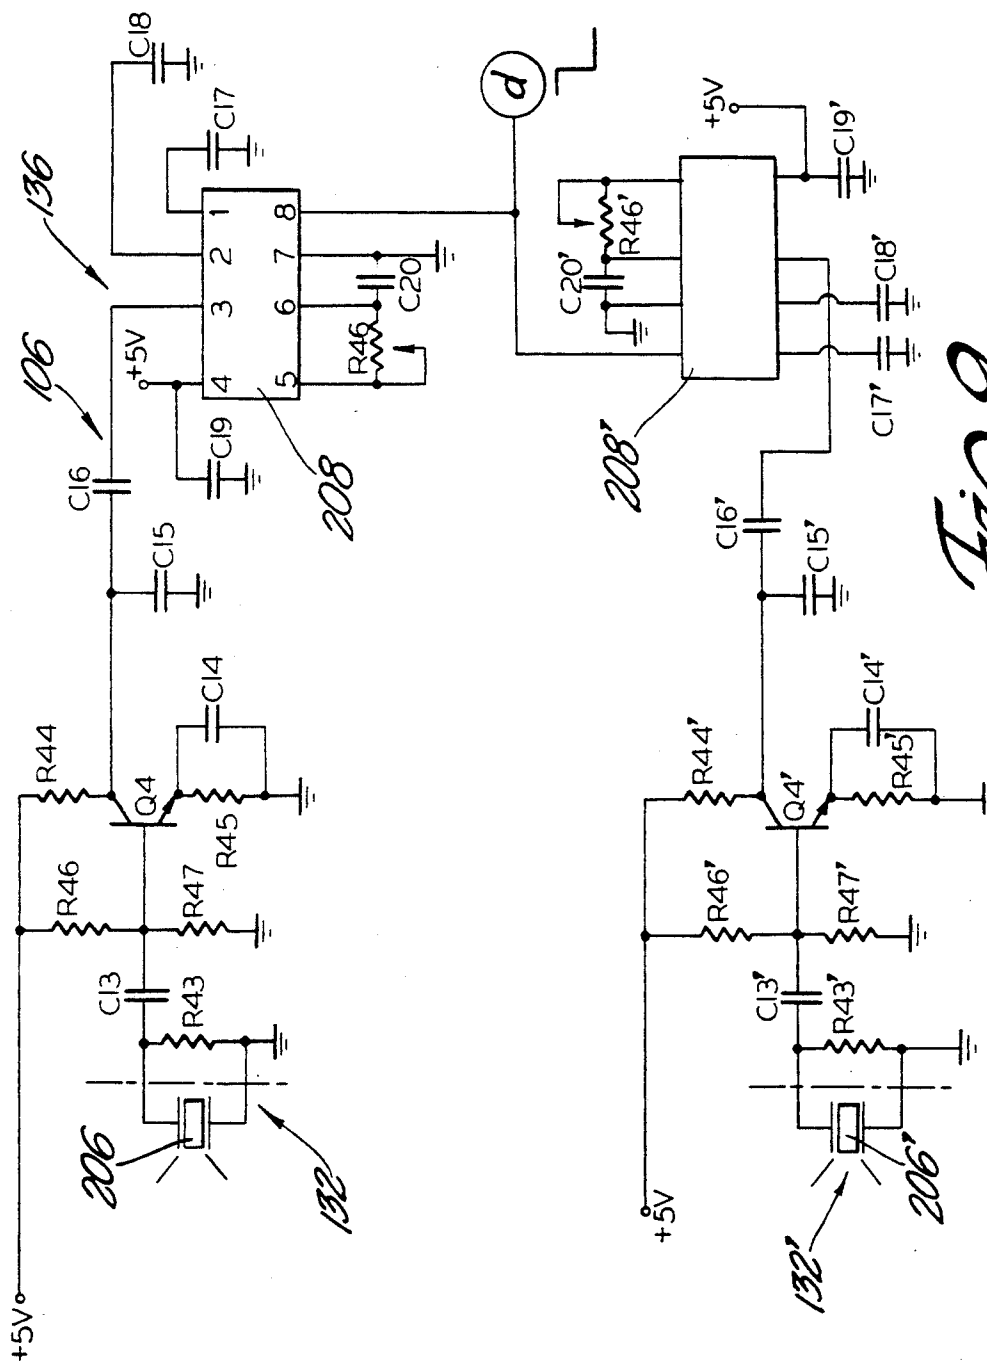 +5V
R46
R44
C13
R43
R47
Q4
R45
C14
206
132
C15
C16
106
136
+5V
C19
208
4
3
2
1
5
6
7
8
R46
C20
C17
C18
d
+5V
R46'
R44'
C13'
R43'
R47'
Q4'
R45'
C14'
132'
206'
C15'
C16'
208'
C20'
R46'
+5V
C17'
C18'
C19'
Fig. 9